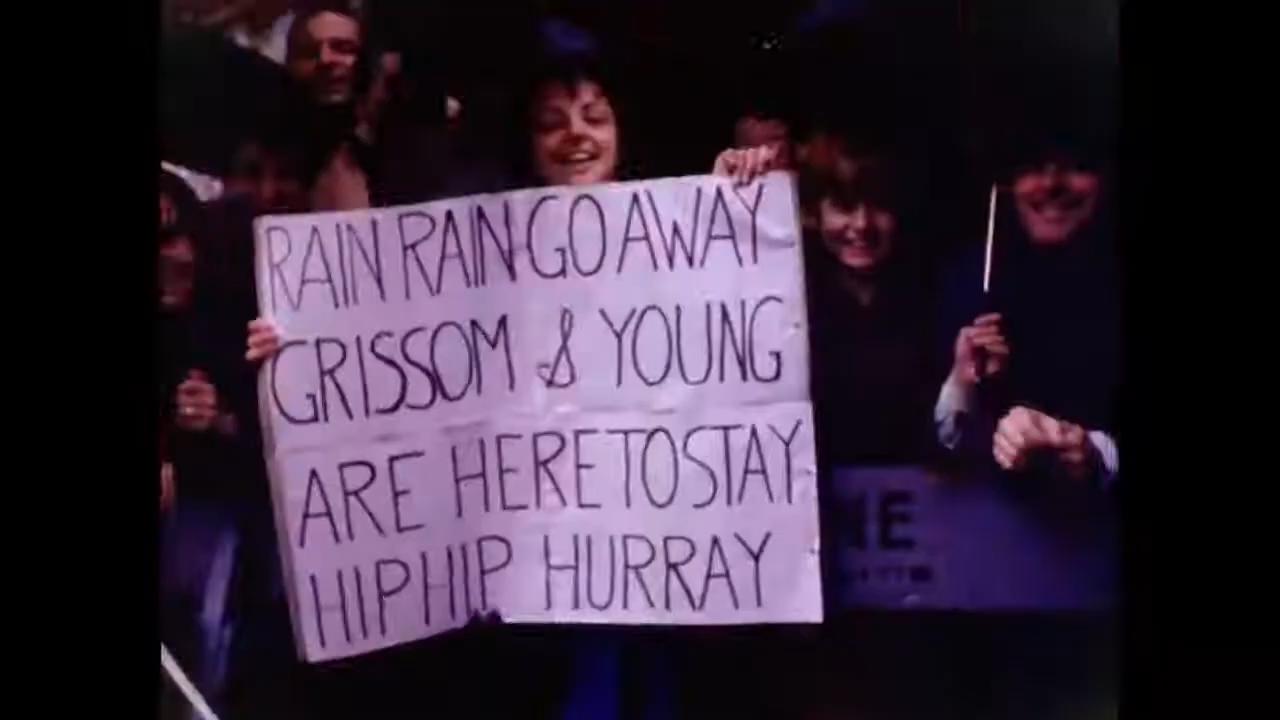 RAIN RAIN GO AWAY
GRISSOM & YOUNG
ARE HERE TO STAY
HIP HIP HURRAY